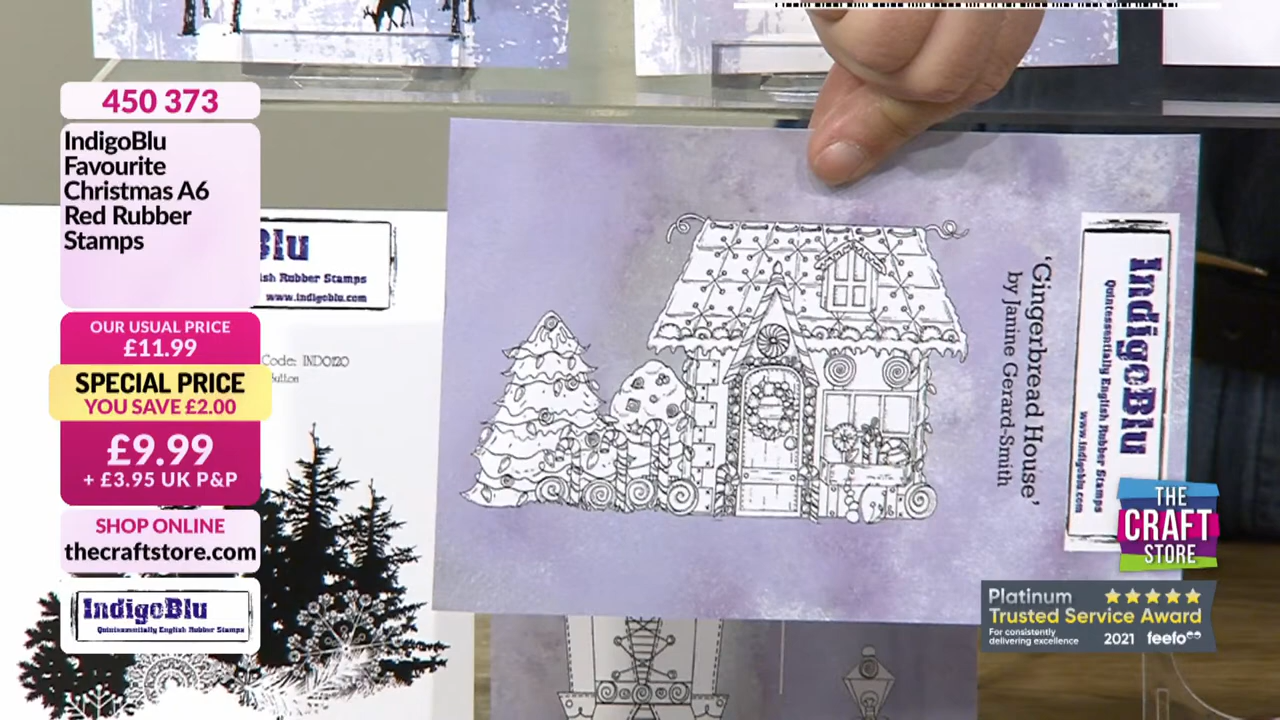 450 373
IndigoBlu
Favourite
Christmas A6
Red Rubber
Stamps
OUR USUAL PRICE
£11.99
SPECIAL PRICE
YOU SAVE £2.00
£9.99
+ £3.95 UK P&P
SHOP ONLINE
thecraftstore.com
IndigoBlu
Quintessentially English Rubber Stamps
Blu
ish Rubber Stamps
www.indigoblu.com
Code: IND0120
'Gingerbread House'
by Janine Gerard-Smith
IndigoBlu
Quintessentially English Rubber Stamps
www.indigoblu.com
THE
CRAFT
STORE
Platinum
Trusted Service Award
For consistently
delivering excellence
2021 feefo